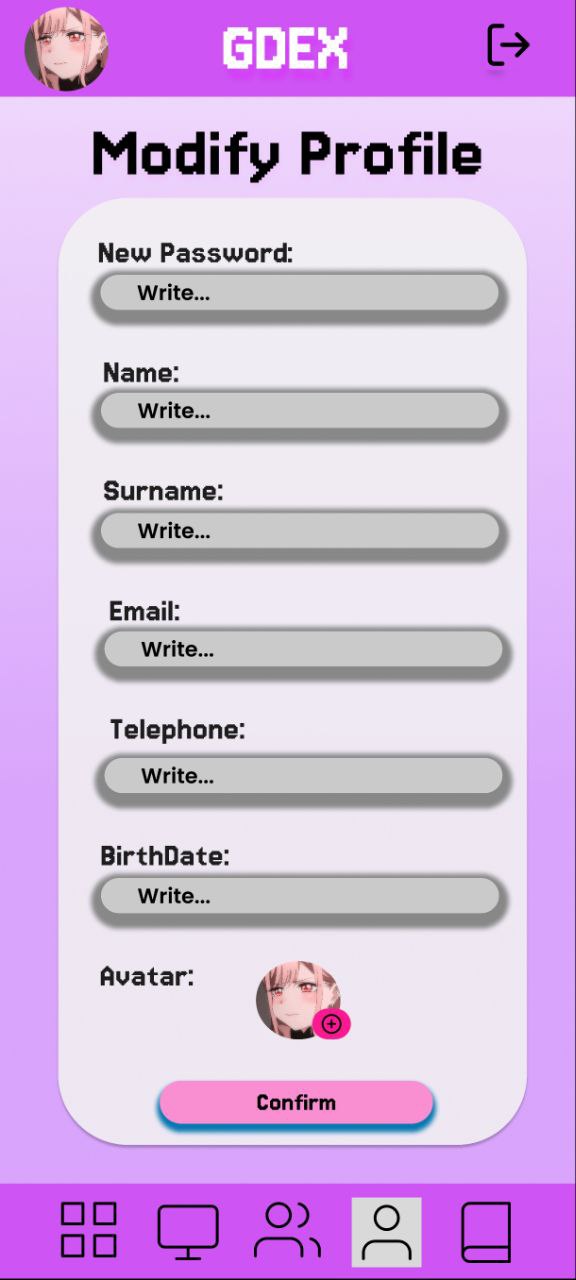 GDEX
Modify Profile
New Password:
Write...
Name:
Write...
Surname:
Write...
Email:
Write...
Telephone:
Write...
BirthDate:
Write...
Avatar:
Confirm